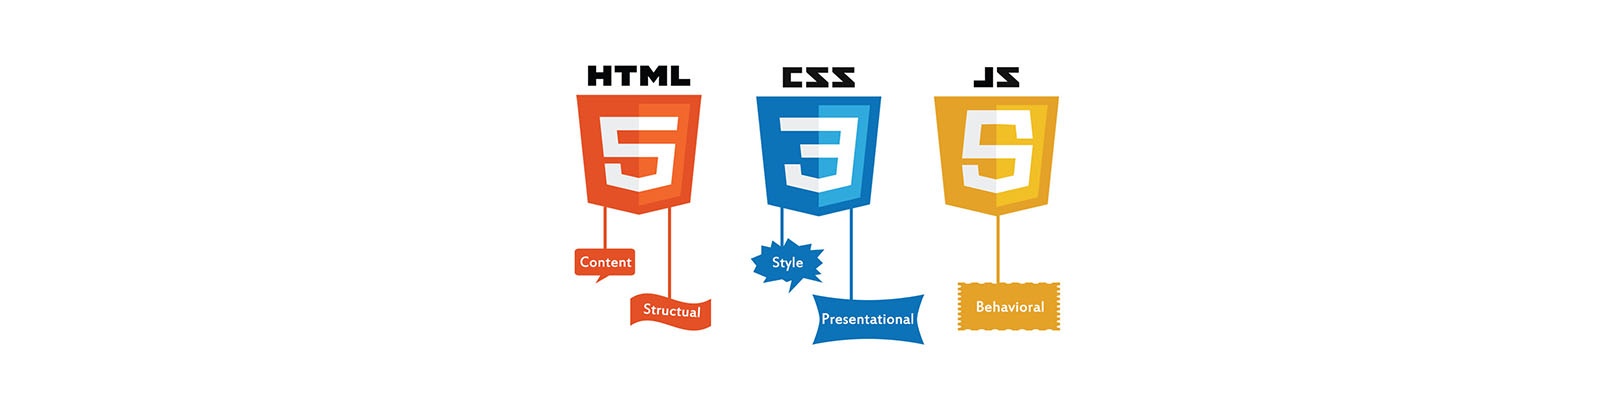 HTML
CSS
JS
5
3
5
Content
Structual
Style
Presentational
Behavioral